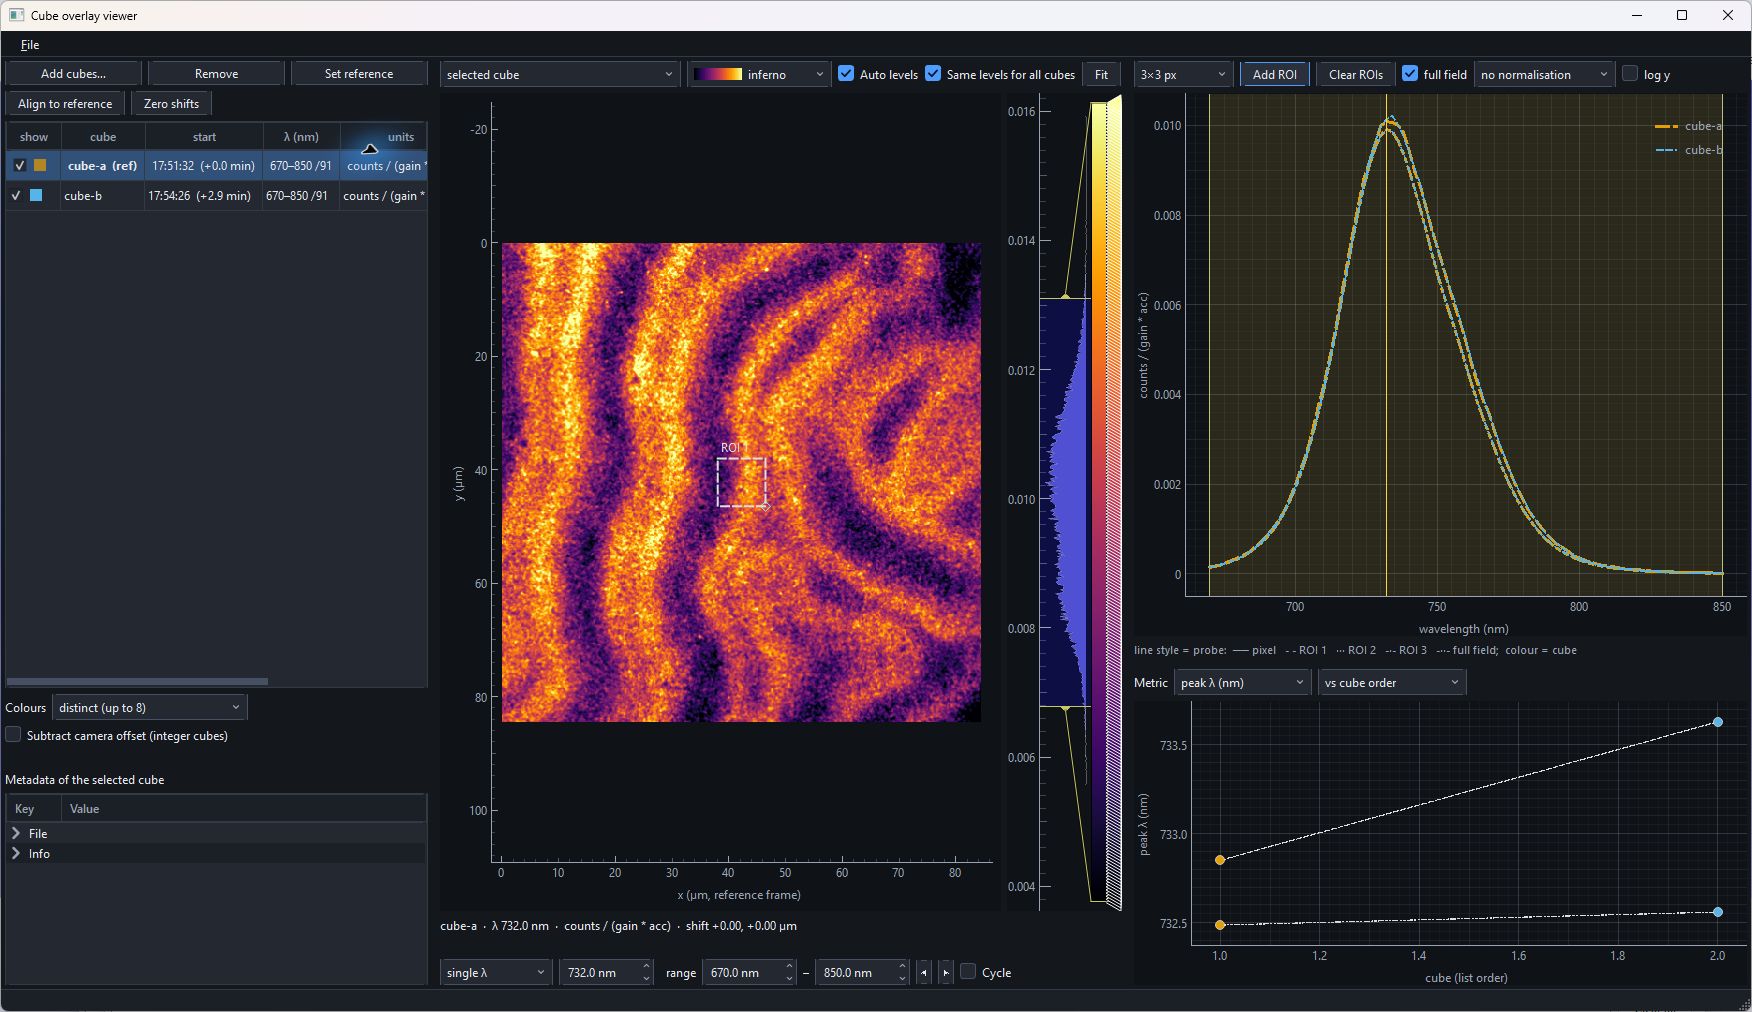 Cube overlay viewer
File
Add cubes... Remove Set reference
Align to reference Zero shifts
show cube start λ (nm) units
cube-a (ref) 17:51:32 (+0.0 min) 670–850 /91 counts / (gain *
cube-b 17:54:26 (+2.9 min) 670–850 /91 counts / (gain *
Colours distinct (up to 8)
Subtract camera offset (integer cubes)
Metadata of the selected cube
Key Value
File
Info
selected cube inferno Auto levels Same levels for all cubes Fit
-20
0
20
40
60
80
100
y (µm)
ROI 1
0 10 20 30 40 50 60 70 80
x (µm, reference frame)
0.016
0.014
0.012
0.010
0.008
0.006
0.004
cube-a · λ 732.0 nm · counts / (gain * acc) · shift +0.00, +0.00 µm
single λ 732.0 nm range 670.0 nm – 850.0 nm Cycle
3×3 px Add ROI Clear ROIs full field no normalisation log y
0.010
0.008
0.006
0.004
0.002
0
counts / (gain * acc)
cube-a
cube-b
700 750 800 850
wavelength (nm)
line style = probe: — pixel - - ROI 1 ··· ROI 2 -·- ROI 3 -··- full field; colour = cube
Metric peak λ (nm) vs cube order
733.5
733.0
732.5
peak λ (nm)
1.0 1.2 1.4 1.6 1.8 2.0
cube (list order)